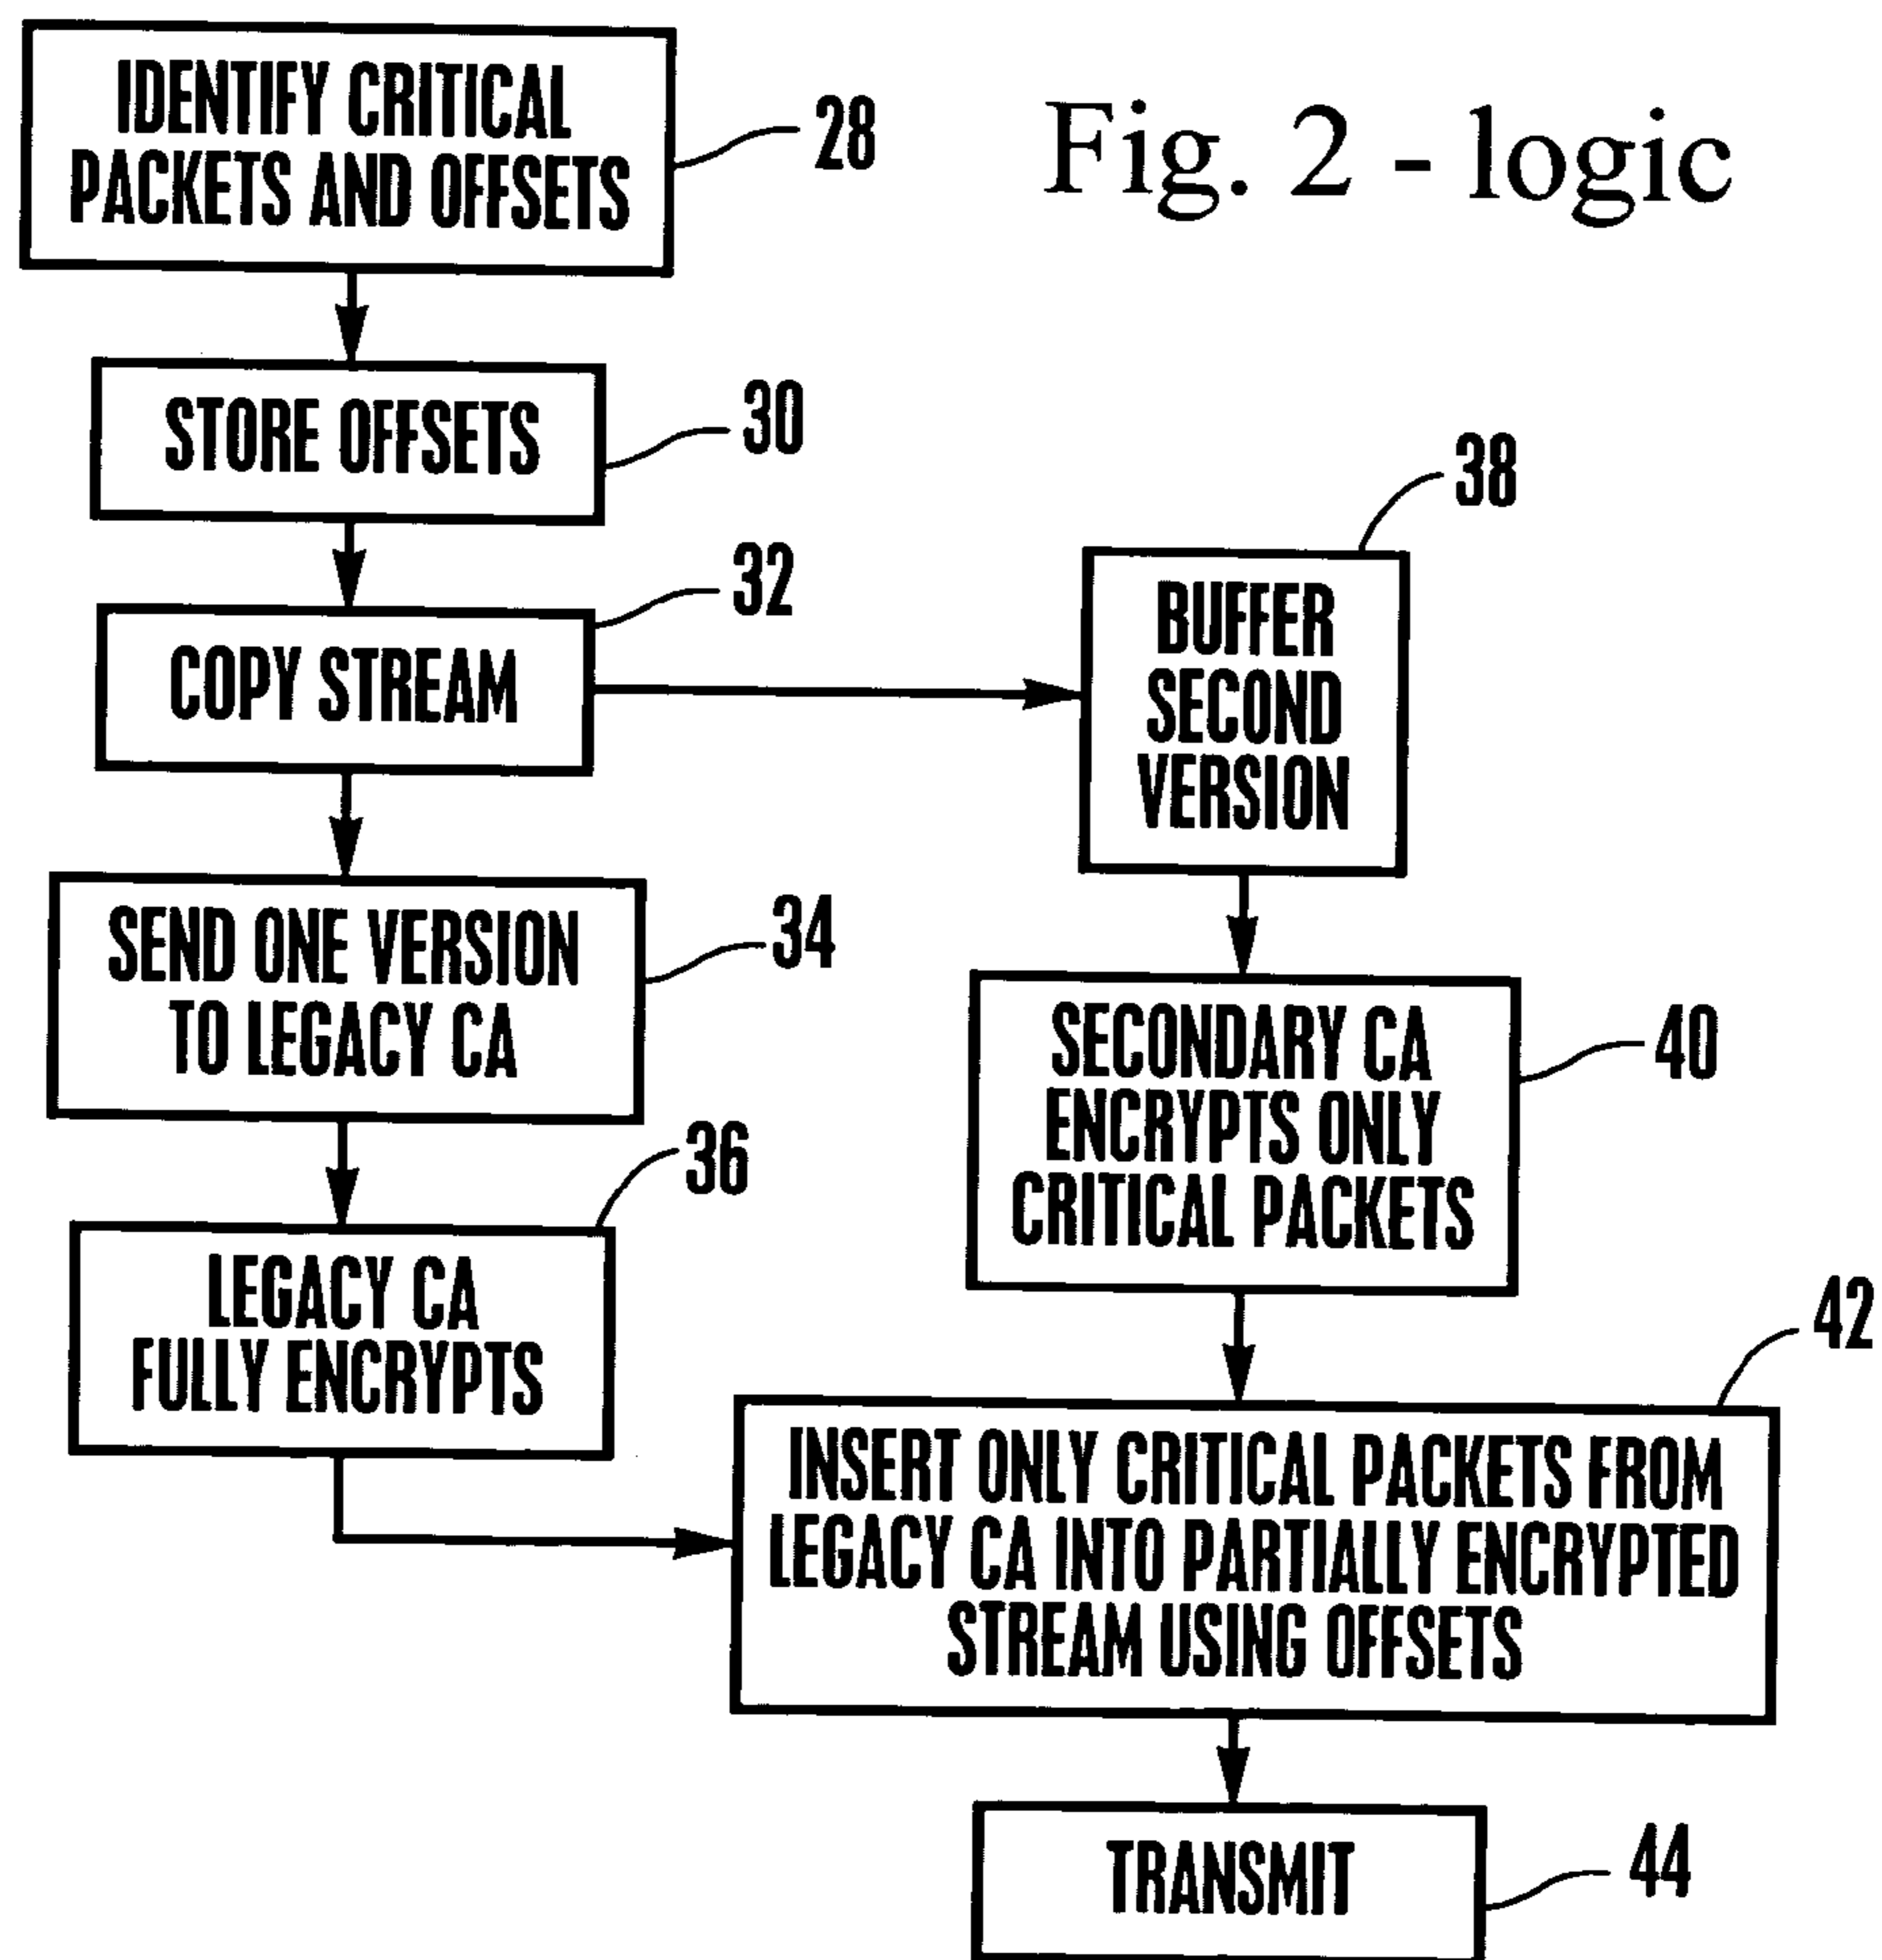 IDENTIFY CRITICAL
PACKETS AND OFFSETS
28
Fig. 2 - logic
STORE OFFSETS
30
COPY STREAM
32
SEND ONE VERSION
TO LEGACY CA
34
LEGACY CA
FULLY ENCRYPTS
36
BUFFER
SECOND
VERSION
38
SECONDARY CA
ENCRYPTS ONLY
CRITICAL PACKETS
40
INSERT ONLY CRITICAL PACKETS FROM
LEGACY CA INTO PARTIALLY ENCRYPTED
STREAM USING OFFSETS
42
TRANSMIT
44